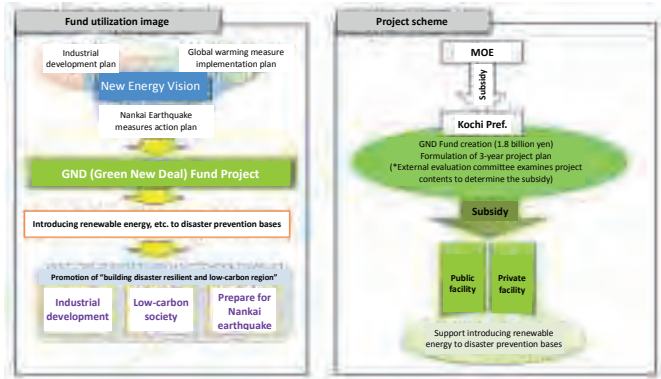 Fund utilization image
Industrial
development plan
Global warming measure
implementation plan
New Energy Vision
Nankai Earthquake
measures action plan
GND (Green New Deal) Fund Project
Introducing renewable energy, etc. to disaster prevention bases
Promotion of “building disaster resilient and low-carbon region”
Industrial
development
Low-carbon
society
Prepare for
Nankai
earthquake
Project scheme
MOE
Subsidy
Kochi Pref.
GND Fund creation (1.8 billion yen)
Formulation of 3-year project plan
(*External evaluation committee examines project
contents to determine the subsidy)
Subsidy
Public
facility
Private
facility
Support introducing renewable
energy to disaster prevention bases